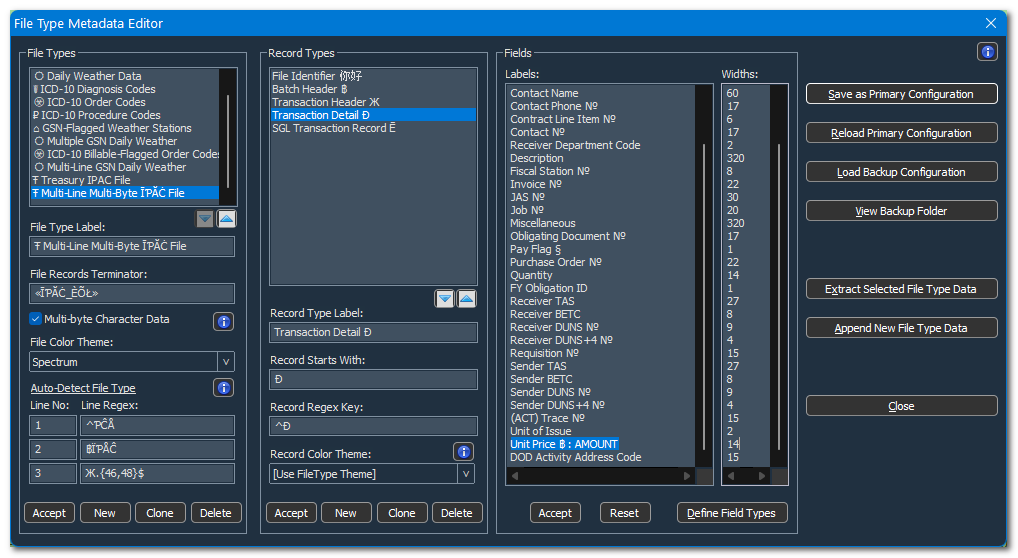 File Type Metadata Editor
File Types
Daily Weather Data
ICD-10 Diagnosis Codes
ICD-10 Order Codes
₽ ICD-10 Procedure Codes
⌂ GSN-Flagged Weather Stations
Multiple GSN Daily Weather
ICD-10 Billable-Flagged Order Codes
Multi-Line GSN Daily Weather
Ŧ Treasury IPAC File
Ŧ Multi-Line Multi-Byte ĨƤĂĊ File
File Type Label:
Ŧ Multi-Line Multi-Byte ĨƤĂĊ File
File Records Terminator:
«ĨƤĂĊ_ÈÕŁ»
Multi-byte Character Data
File Color Theme:
Spectrum
Auto-Detect File Type
Line No:
Line Regex:
1
^ƤĈÂ
2
฿ÏƤÂĈ
3
Ж.{46,48}$
Accept
New
Clone
Delete
Record Types
File Identifier 你好
Batch Header ฿
Transaction Header Ж
Transaction Detail Đ
SGL Transaction Record Ē
Record Type Label:
Transaction Detail Đ
Record Starts With:
Đ
Record Regex Key:
^Đ
Record Color Theme:
[Use FileType Theme]
Accept
New
Clone
Delete
Fields
Labels:
Widths:
Contact Name 60
Contact Phone № 17
Contract Line Item № 6
Contact № 17
Receiver Department Code 2
Description 320
Fiscal Station № 8
Invoice № 22
JAS № 30
Job № 20
Miscellaneous 320
Obligating Document № 17
Pay Flag § 1
Purchase Order № 22
Quantity 14
FY Obligation ID 1
Receiver TAS 27
Receiver BETC 8
Receiver DUNS № 9
Receiver DUNS+4 № 4
Requisition № 15
Sender TAS 27
Sender BETC 8
Sender DUNS № 9
Sender DUNS+4 № 4
(ACT) Trace № 15
Unit of Issue 2
Unit Price ฿ : AMOUNT 14
DOD Activity Address Code 15
Accept
Reset
Define Field Types
Save as Primary Configuration
Reload Primary Configuration
Load Backup Configuration
View Backup Folder
Extract Selected File Type Data
Append New File Type Data
Close